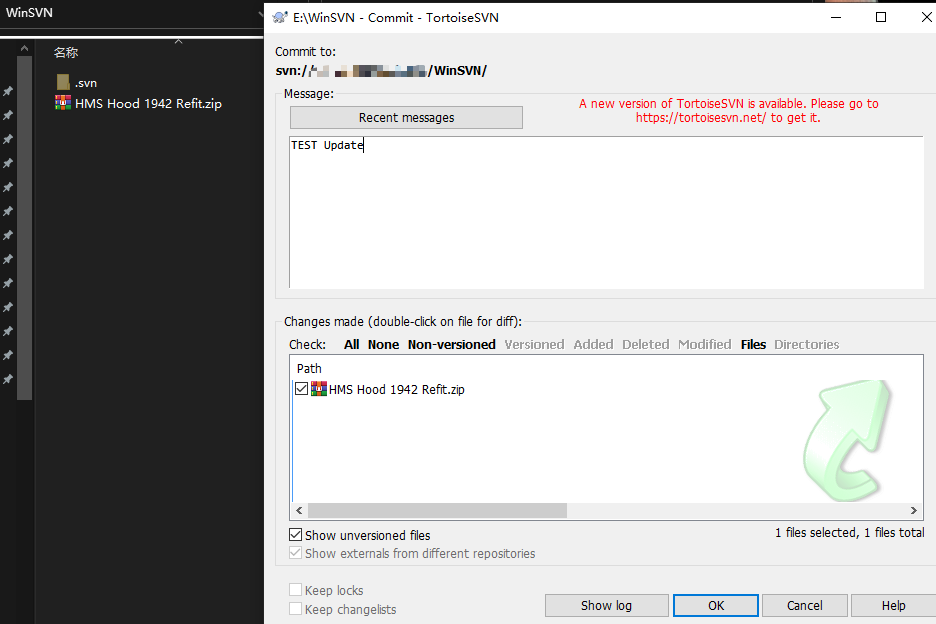 WinSVN
名称
.svn
HMS Hood 1942 Refit.zip
E:\WinSVN - Commit - TortoiseSVN
Commit to:
svn:/ /WinSVN/
Message:
Recent messages
A new version of TortoiseSVN is available. Please go to
https://tortoisesvn.net/ to get it.
TEST Update
Changes made (double-click on file for diff):
Check: All None Non-versioned Versioned Added Deleted Modified Files Directories
Path
HMS Hood 1942 Refit.zip
Show unversioned files
1 files selected, 1 files total
Show externals from different repositories
Keep locks
Keep changelists
Show log
OK
Cancel
Help